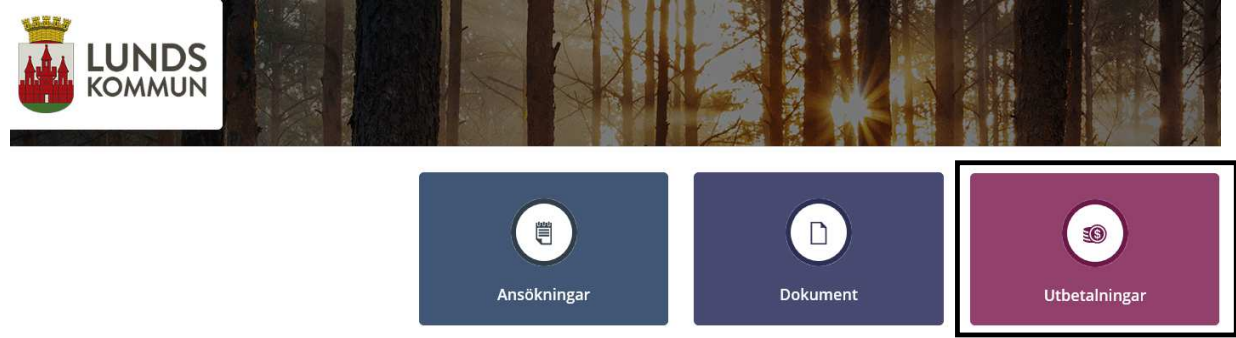 LUNDS
KOMMUN
Ansökningar
Dokument
Utbetalningar